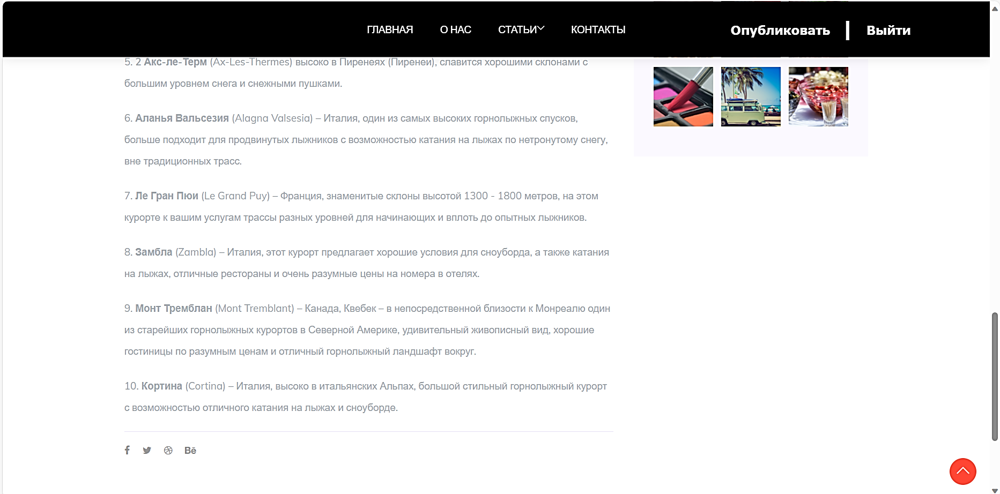 ГЛАВНАЯ О НАС СТАТЬИ КОНТАКТЫ Опубликовать | Выйти
5. 2 Акс-ле-Терм (Ax-Les-Thermes) высоко в Пиренеях (Пиренеи), славится хорошими склонами с
большим уровнем снега и снежными пушками.
6. Аланья Вальсезия (Alagna Valsesia) – Италия, один из самых высоких горнолыжных спусков,
больше подходит для продвинутых лыжников с возможностью катания на лыжах по нетронутому снегу,
вне традиционных трасс.
7. Ле Гран Пюи (Le Grand Puy) – Франция, знаменитые склоны высотой 1300 - 1800 метров, на этом
курорте к вашим услугам трассы разных уровней для начинающих и вплоть до опытных лыжников.
8. Замбла (Zambla) – Италия, этот курорт предлагает хорошие условия для сноуборда, а также катания
на лыжах, отличные рестораны и очень разумные цены на номера в отелях.
9. Монт Тремблан (Mont Tremblant) – Канада, Квебек – в непосредственной близости к Монреалю один
из старейших горнолыжных курортов в Северной Америке, удивительный живописный вид, хорошие
гостиницы по разумным ценам и отличный горнолыжный ландшафт вокруг.
10. Кортина (Cortina) – Италия, высоко в итальянских Альпах, большой стильный горнолыжный курорт
с возможностью отличного катания на лыжах и сноуборде.
Bē